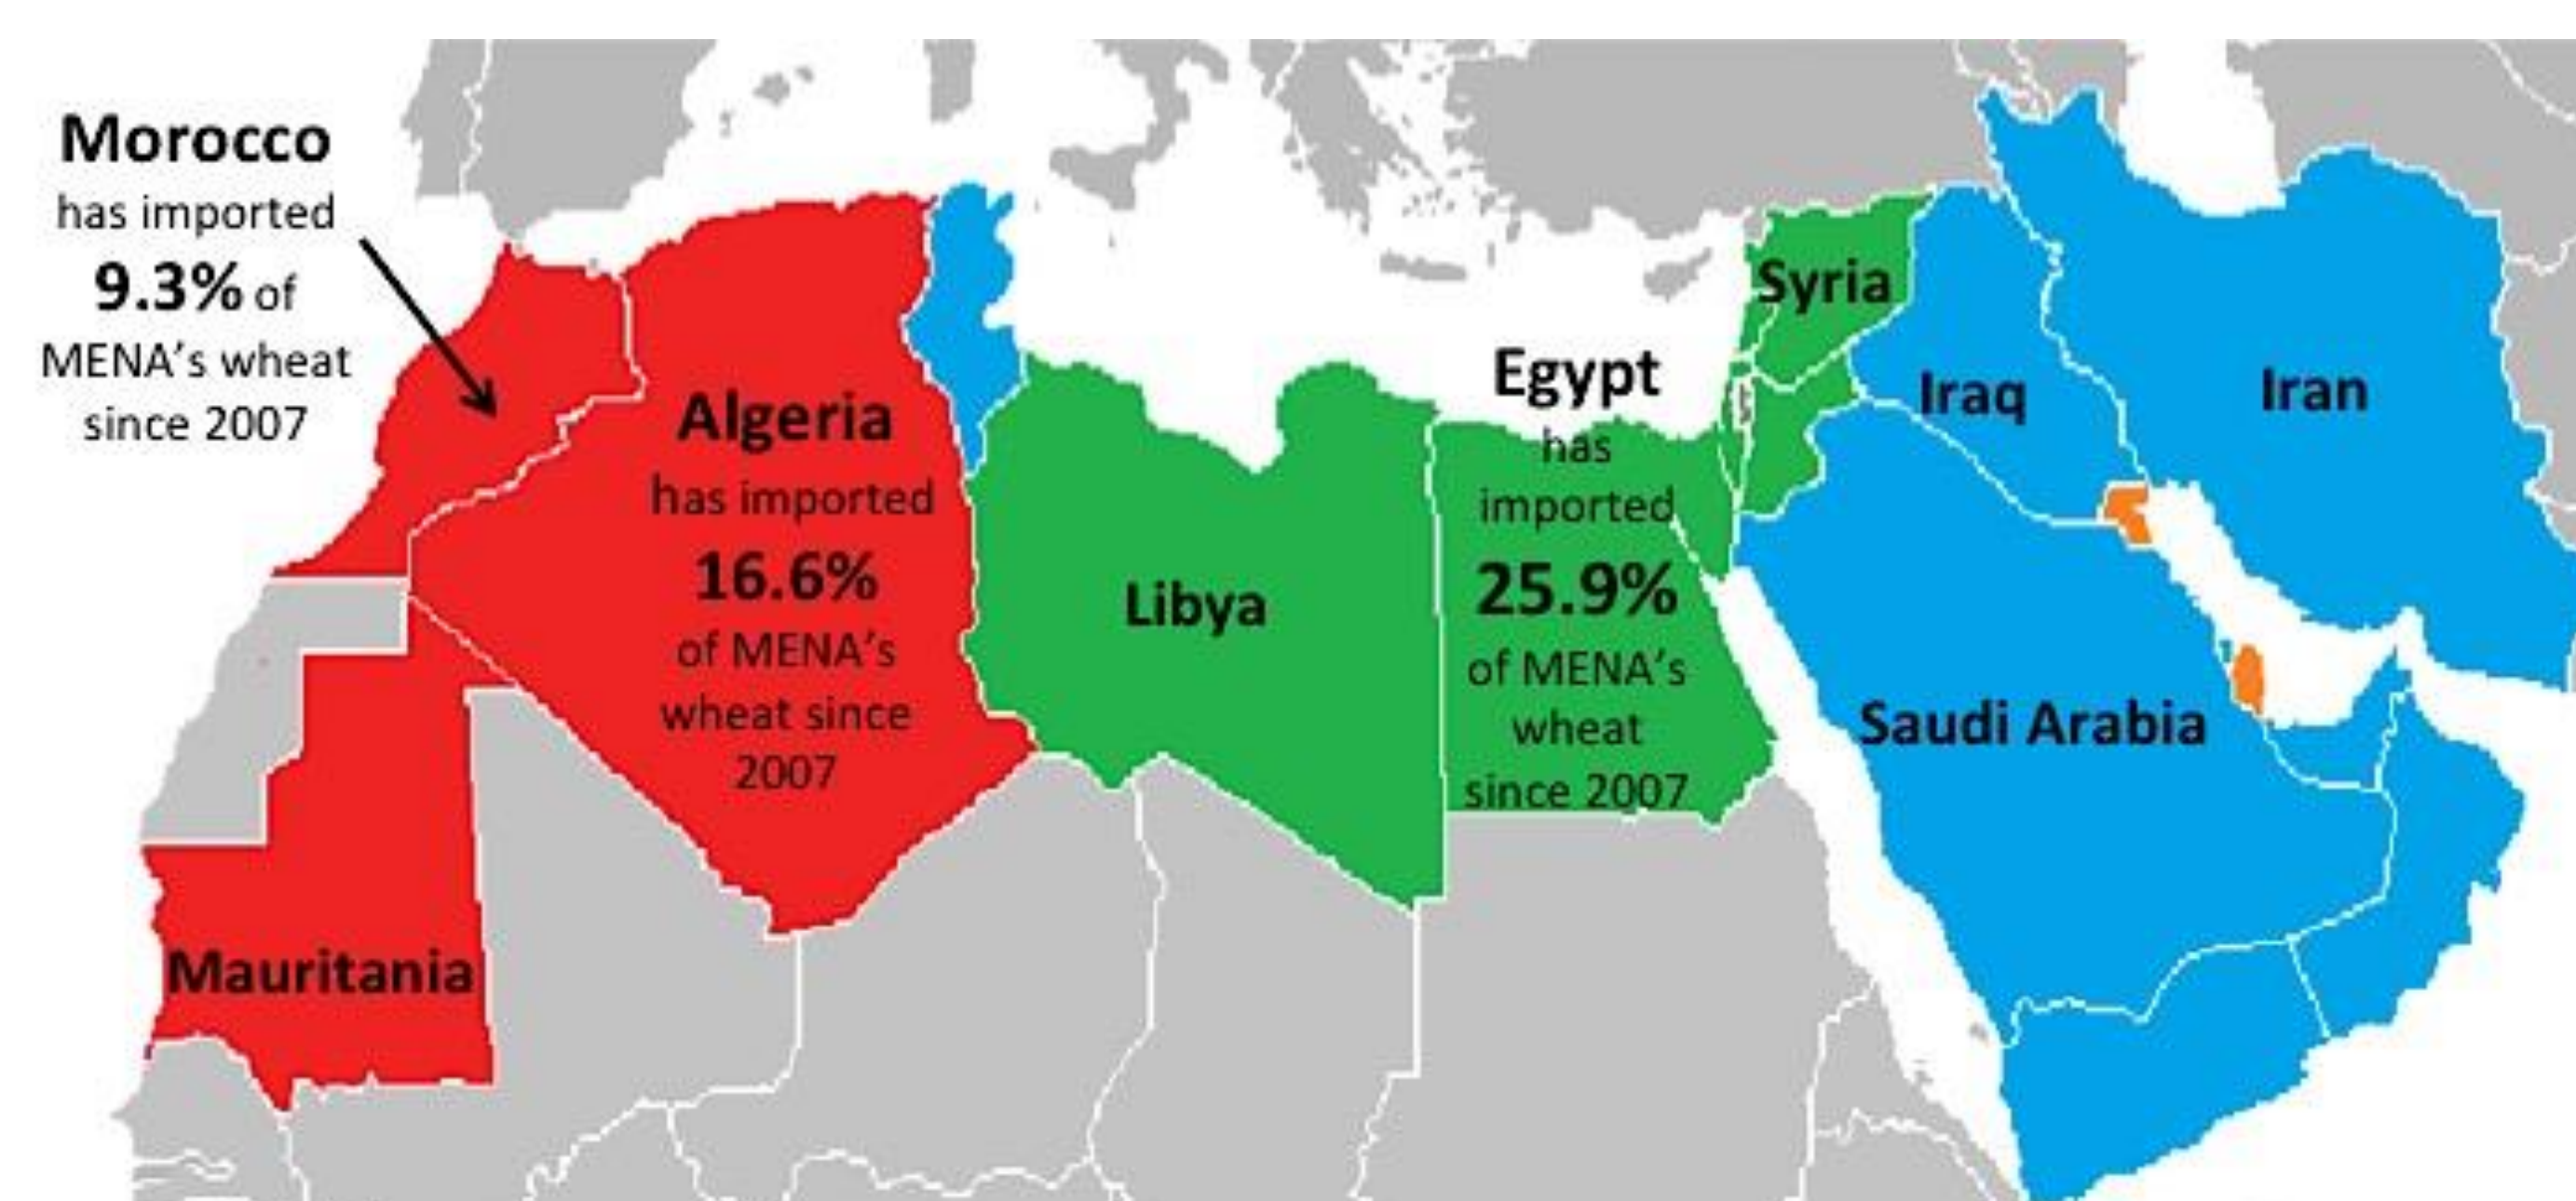 Morocco
has imported
9.3% of
MENA's wheat
since 2007
Algeria
has imported
16.6%
of MENA's
wheat since
2007
Mauritania
Libya
Egypt
has
imported
25.9%
of MENA's
wheat
since 2007
Syria
Iraq
Iran
Saudi Arabia